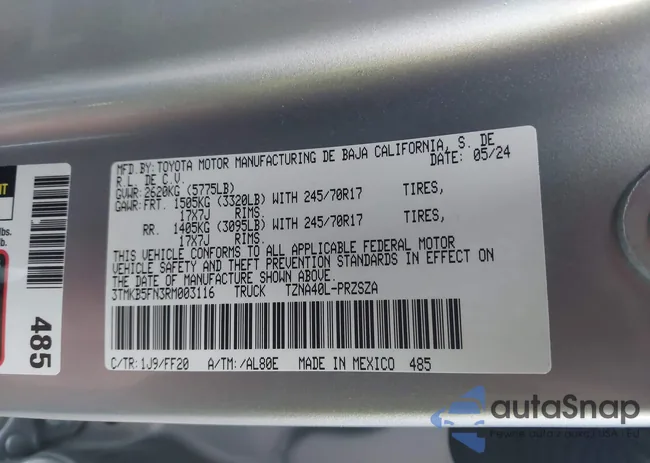 MFD.BY:TOYOTA MOTOR MANUFACTURING DE BAJA CALIFORNIA, S. DE
R.L. DE C.V. DATE: 05/24
GVWR: 2620KG (5775LB)
GAWR: FRT. 1505KG (3320LB) WITH 245/70R17 TIRES,
17X7J RIMS.
RR. 1405KG (3095LB) WITH 245/70R17 TIRES,
17X7J RIMS.
THIS VEHICLE CONFORMS TO ALL APPLICABLE FEDERAL MOTOR
VEHICLE SAFETY AND THEFT PREVENTION STANDARDS IN EFFECT ON
THE DATE OF MANUFACTURE SHOWN ABOVE.
3TMKB5FN3RM003116 TRUCK TZNA40L-PRZSZA
C/TR: 1J9/FF20 A/TM: /AL80E MADE IN MEXICO 485
485
lbs.
lb.
autaSnap